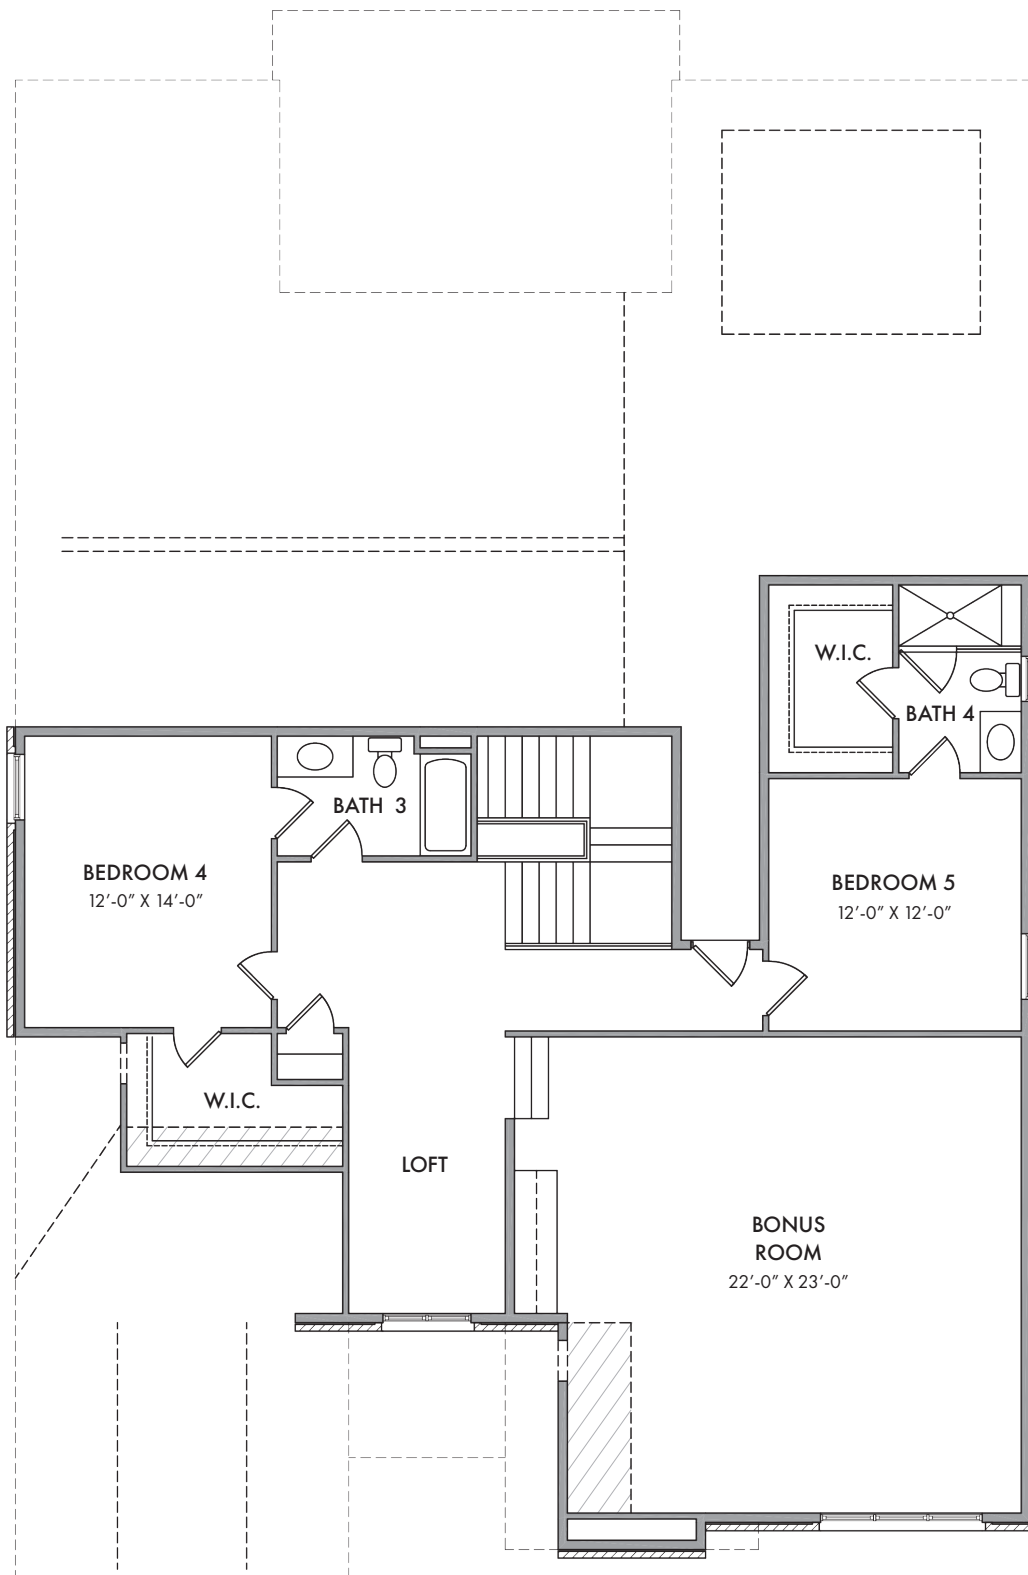 W.I.C.
BATH 4
BATH 3
BEDROOM 4
12'-0" X 14'-0"
BEDROOM 5
12'-0" X 12'-0"
W.I.C.
LOFT
BONUS
ROOM
22'-0" X 23'-0"